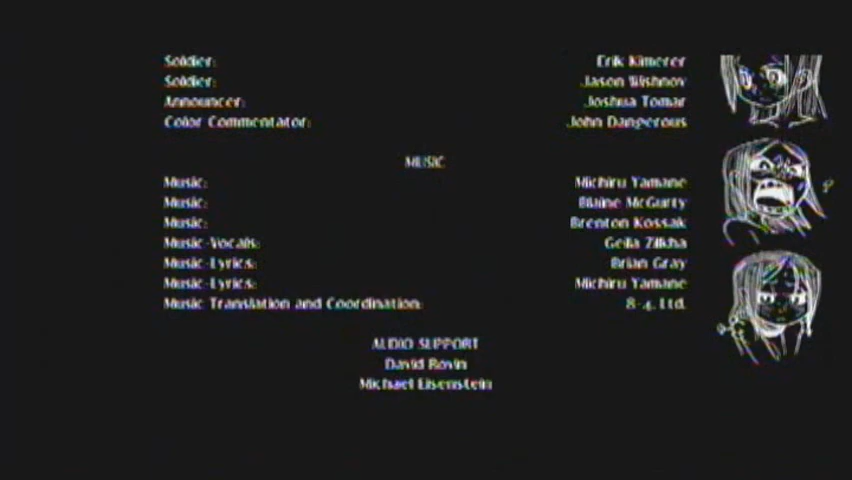 Soldier: Erik Kimerer
Soldier: Jason Wishnov
Announcer: Joshua Tomar
Color Commentator: John Dangerous
MUSIC
Music: Michiru Yamane
Music: Blaine McGurty
Music: Brenton Kossak
Music-Vocals: Geila Zilkha
Music-Lyrics: Brian Gray
Music-Lyrics: Michiru Yamane
Music Translation and Coordination: 8-4, Ltd.
AUDIO SUPPORT
David Rovin
Michael Eisenstein